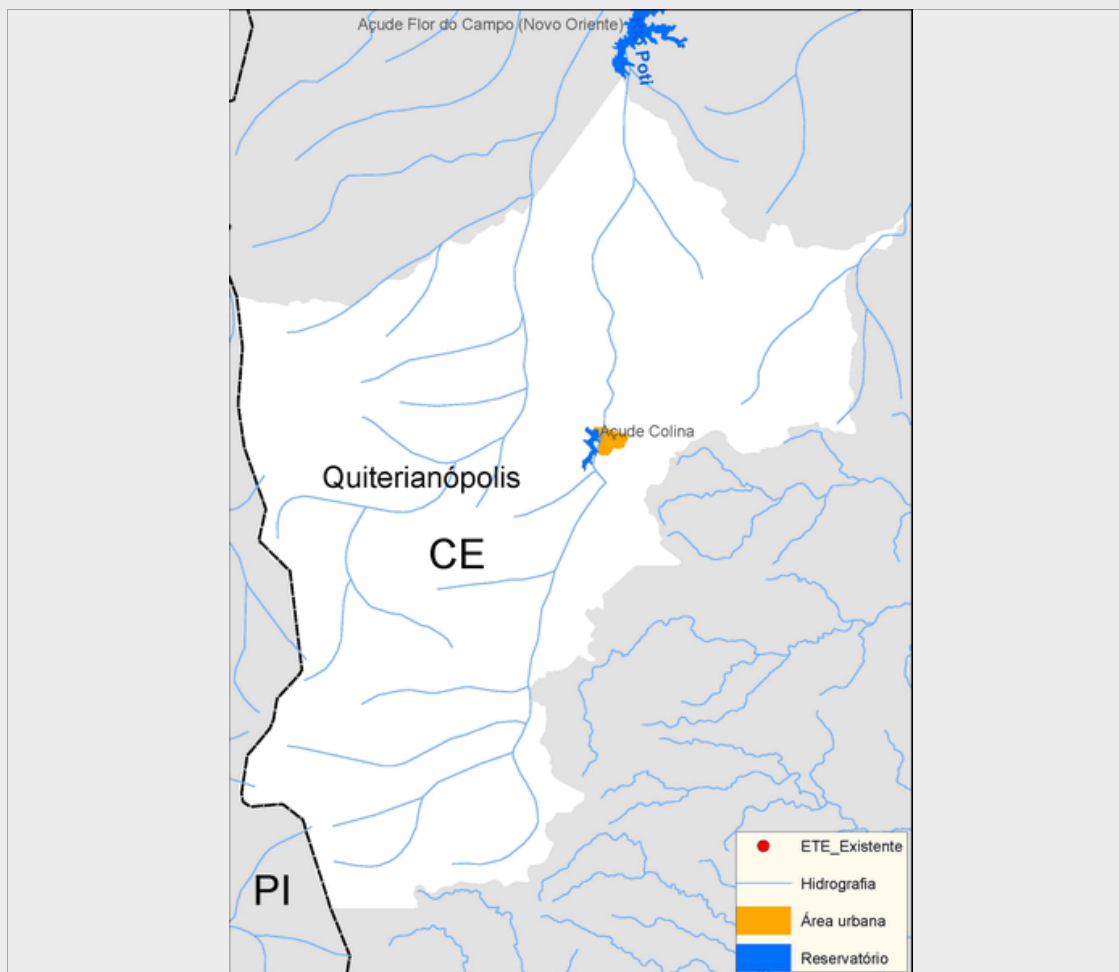 Açude Flor do Campo (Novo Oriente)
Poti
Açude Colina
Quiterianópolis
CE
PI
ETE_Existente
Hidrografia
Área urbana
Reservatório